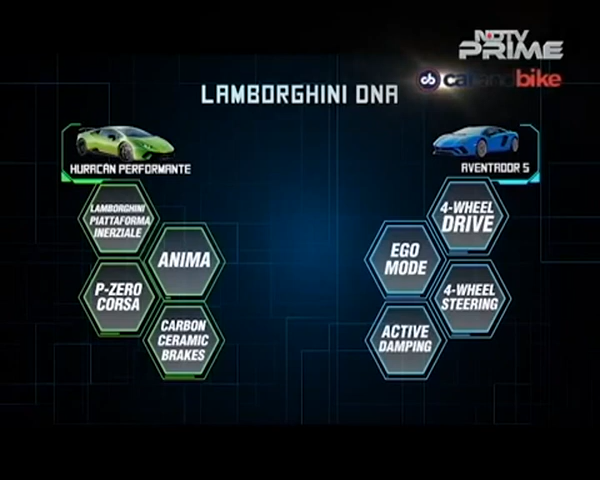 NDTV
PRIME
carandbike
LAMBORGHINI DNA
HURACÁN PERFORMANTE
LAMBORGHINI
PIATTAFORMA
INERZIALE
ANIMA
P-ZERO
CORSA
CARBON
CERAMIC
BRAKES
AVENTADOR S
4-WHEEL
DRIVE
EGO
MODE
4-WHEEL
STEERING
ACTIVE
DAMPING